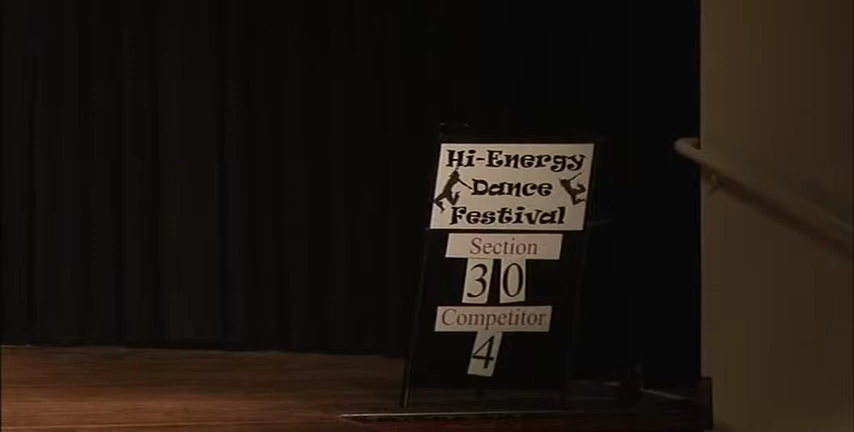 Hi-Energy
Dance
Festival
Section
30
Competitor
4